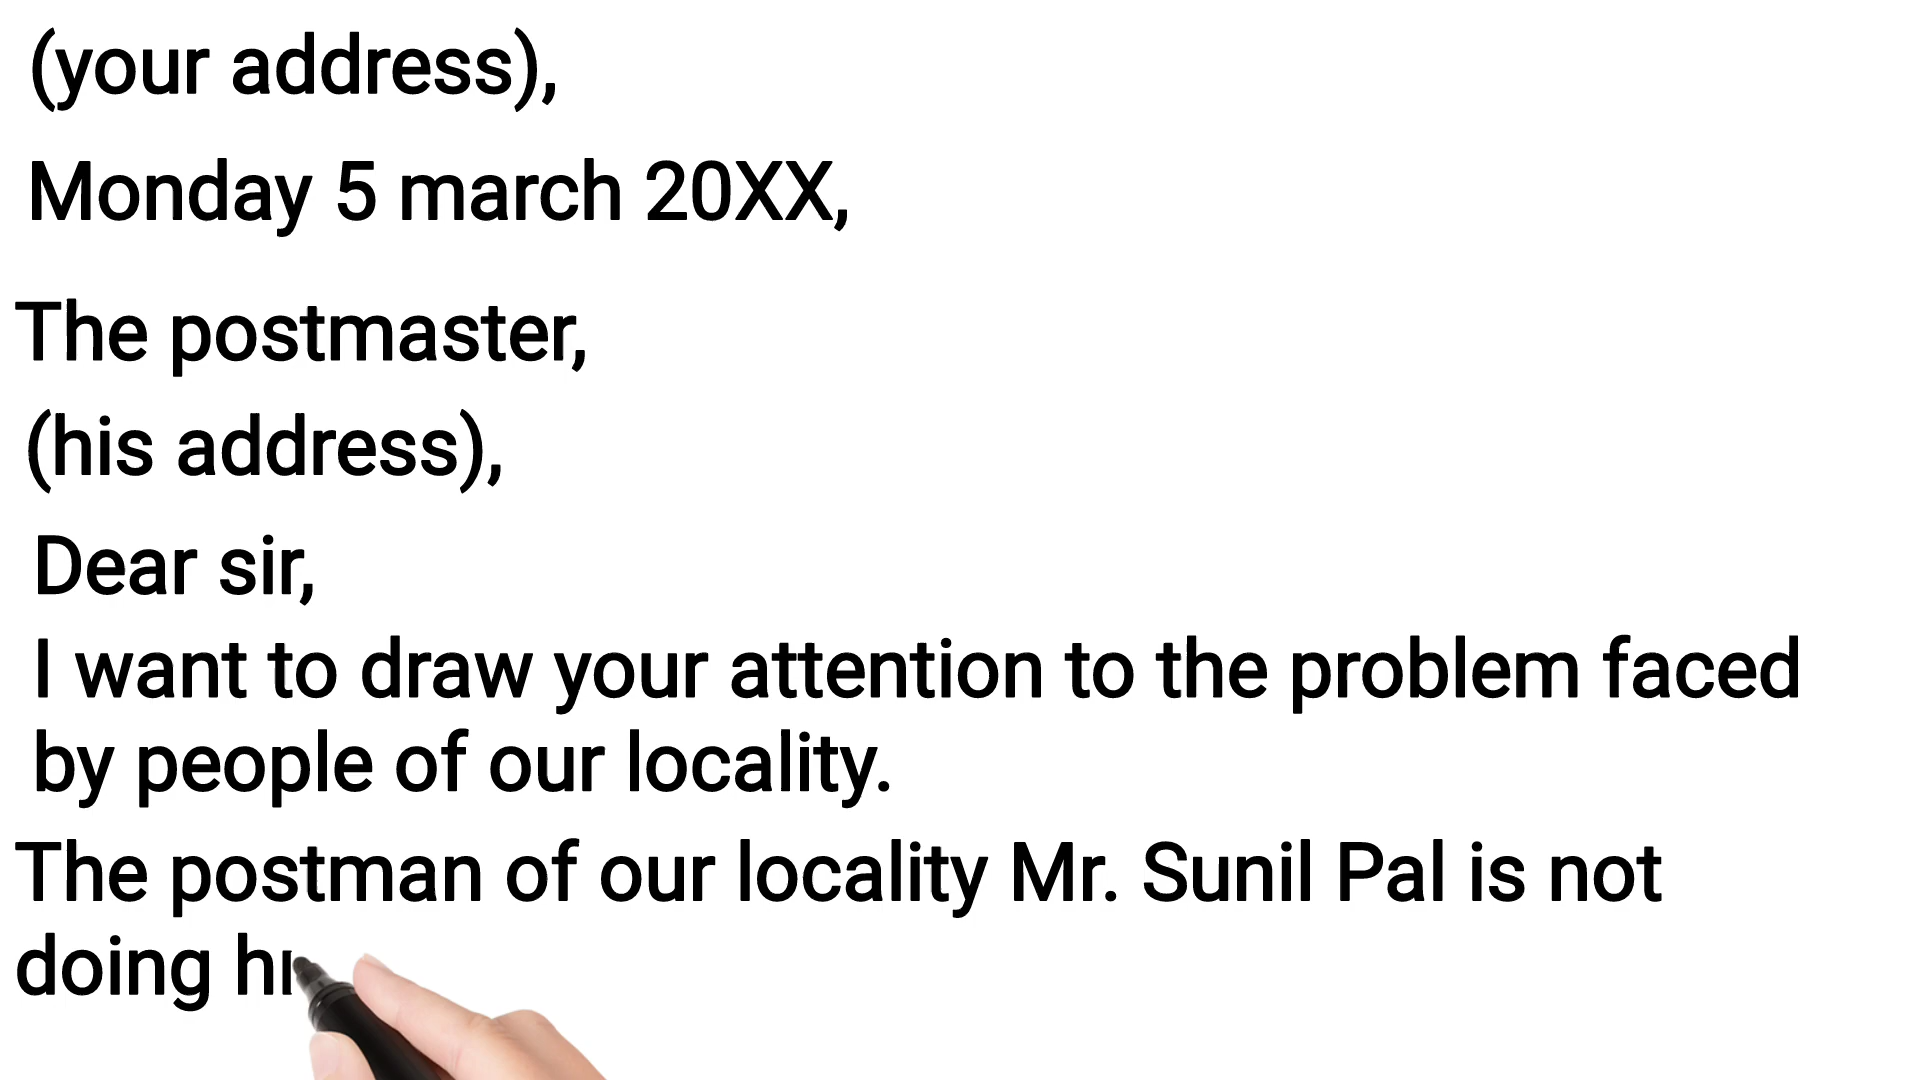 (your address),
Monday 5 march 20XX,
The postmaster,
(his address),
Dear sir,
I want to draw your attention to the problem faced
by people of our locality.
The postman of our locality Mr. Sunil Pal is not
doing